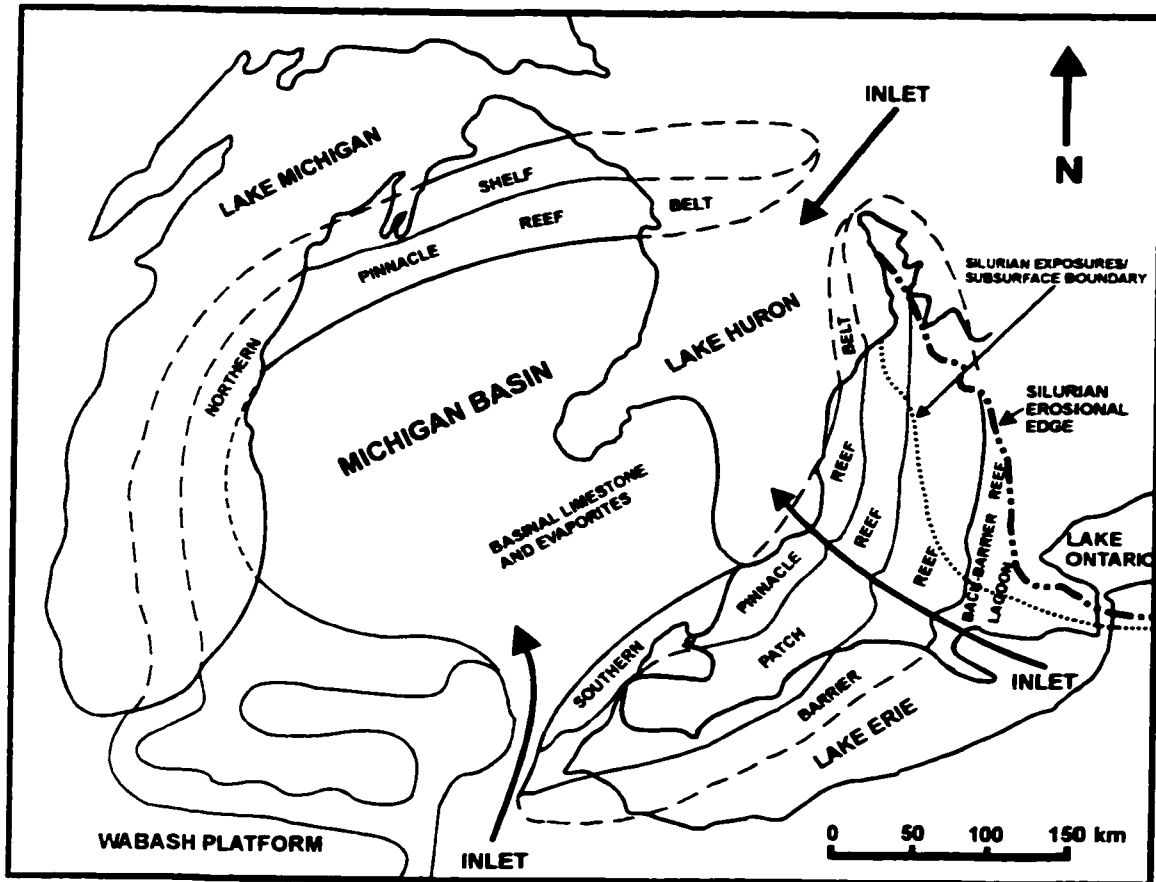 INLET
N
LAKE MICHIGAN
SHELF
NORTHERN PINNACLE REEF BELT
SILURIAN EXPOSURES/
SUBSURFACE BOUNDARY
LAKE HURON
MICHIGAN BASIN
SILURIAN
EROSIONAL
EDGE
BASINAL LIMESTONE
AND EVAPORITES
LAKE
ONTARIO
SOUTHERN PINNACLE REEF BELT
PATCH REEF
BARRIER REEF
BACK-BARRIER REEF
LAGOON
INLET
LAKE ERIE
WABASH PLATFORM
INLET
0 50 100 150 km